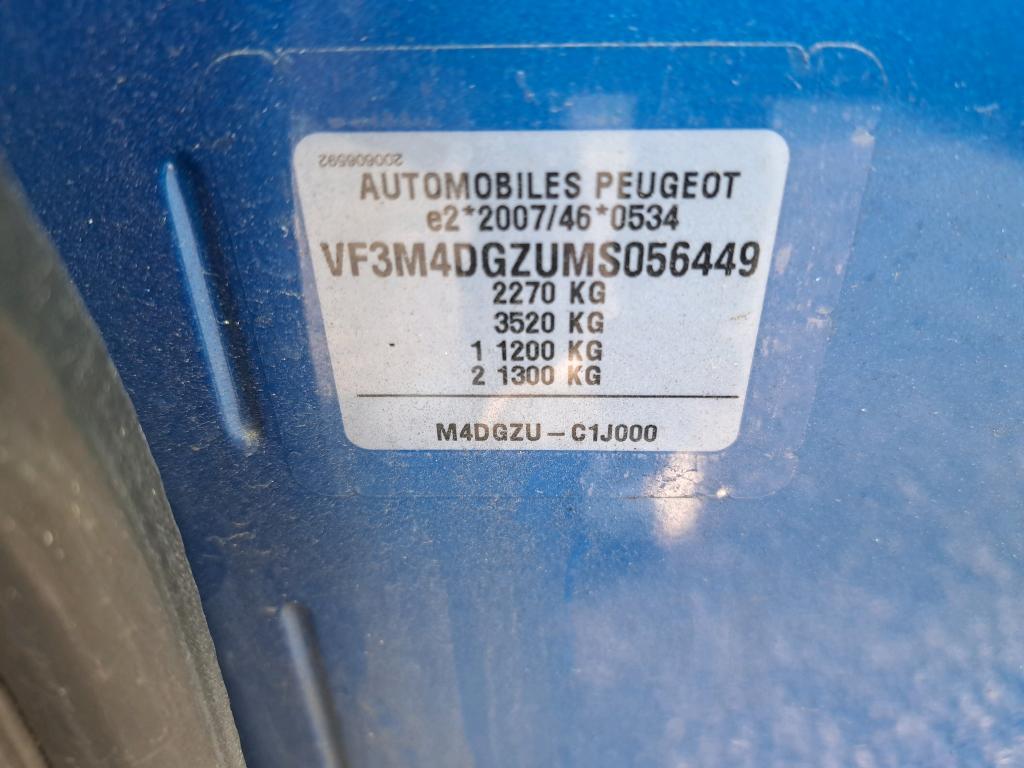 200606592
AUTOMOBILES PEUGEOT
e2*2007/46*0534
VF3M4DGZUMS056449
2270 KG
3520 KG
1 1200 KG
2 1300 KG
M4DGZU – C1J000